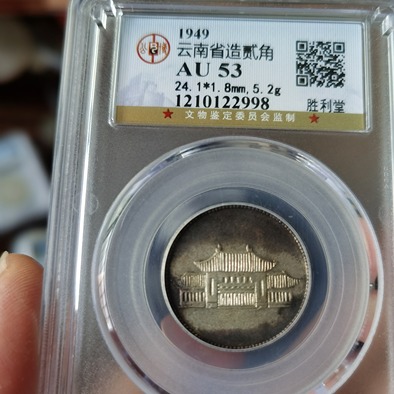 1949
云南省造贰角
AU 53
24.1*1.8mm,5.2g
1210122998
胜利堂
★ 文物鉴定委员会监制 ★